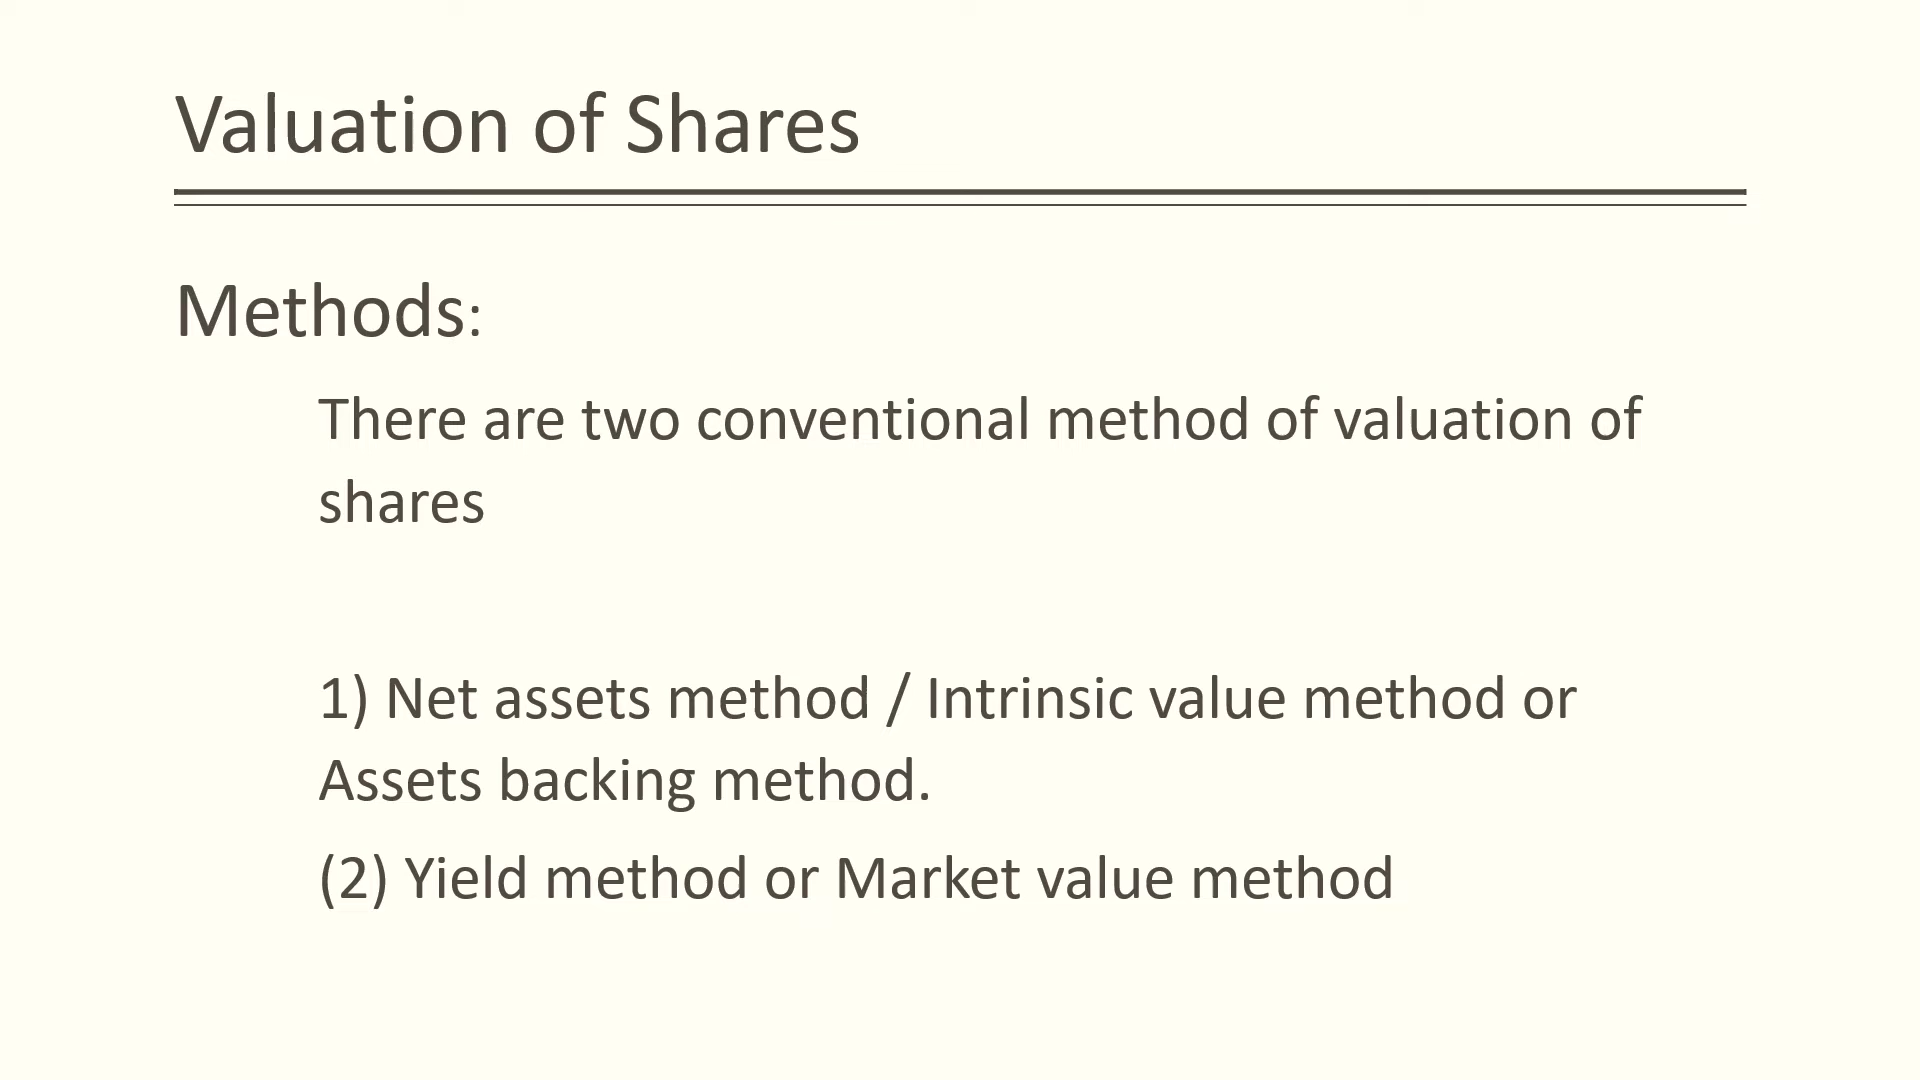 Valuation of Shares
Methods:
There are two conventional method of valuation of
shares
1) Net assets method / Intrinsic value method or
Assets backing method.
(2) Yield method or Market value method